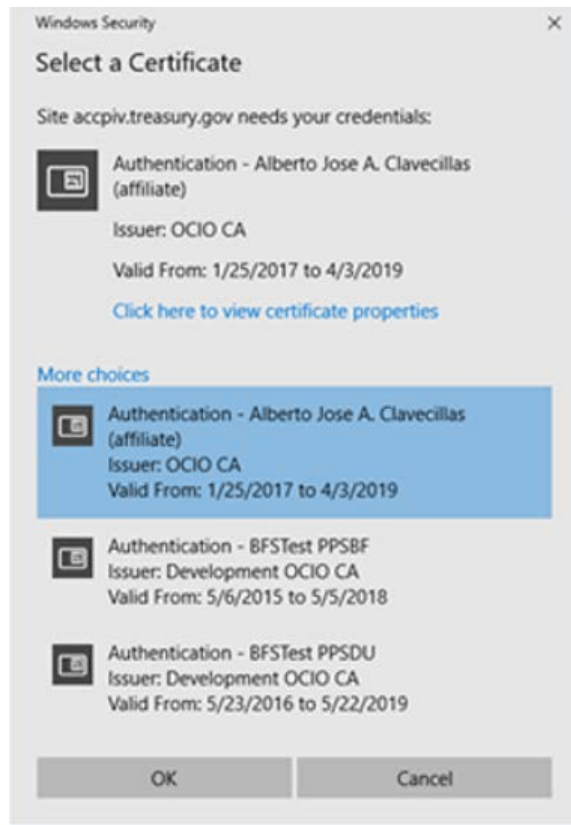 Windows Security
Select a Certificate
Site accpiv.treasury.gov needs your credentials:
Authentication - Alberto Jose A. Clavecillas
(affiliate)
Issuer: OCIO CA
Valid From: 1/25/2017 to 4/3/2019
Click here to view certificate properties
More choices
Authentication - Alberto Jose A. Clavecillas
(affiliate)
Issuer: OCIO CA
Valid From: 1/25/2017 to 4/3/2019
Authentication - BFSTest PPSBF
Issuer: Development OCIO CA
Valid From: 5/6/2015 to 5/5/2018
Authentication - BFSTest PPSDU
Issuer: Development OCIO CA
Valid From: 5/23/2016 to 5/22/2019
OK Cancel